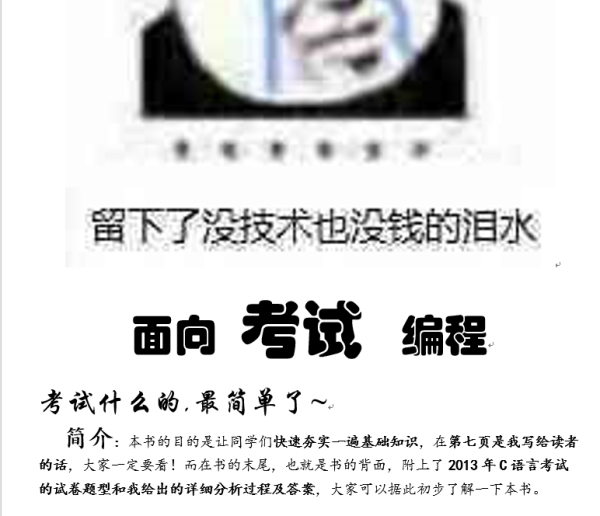 留下了没技术也没钱的泪水
面向 考试 编程
考试什么的,最简单了~
简介：本书的目的是让同学们快速夯实一遍基础知识，在第七页是我写给读者
的话，大家一定要看！而在书的末尾，也就是书的背面，附上了 2013 年 C 语言考试
的试卷题型和我给出的详细分析过程及答案，大家可以据此初步了解一下本书。